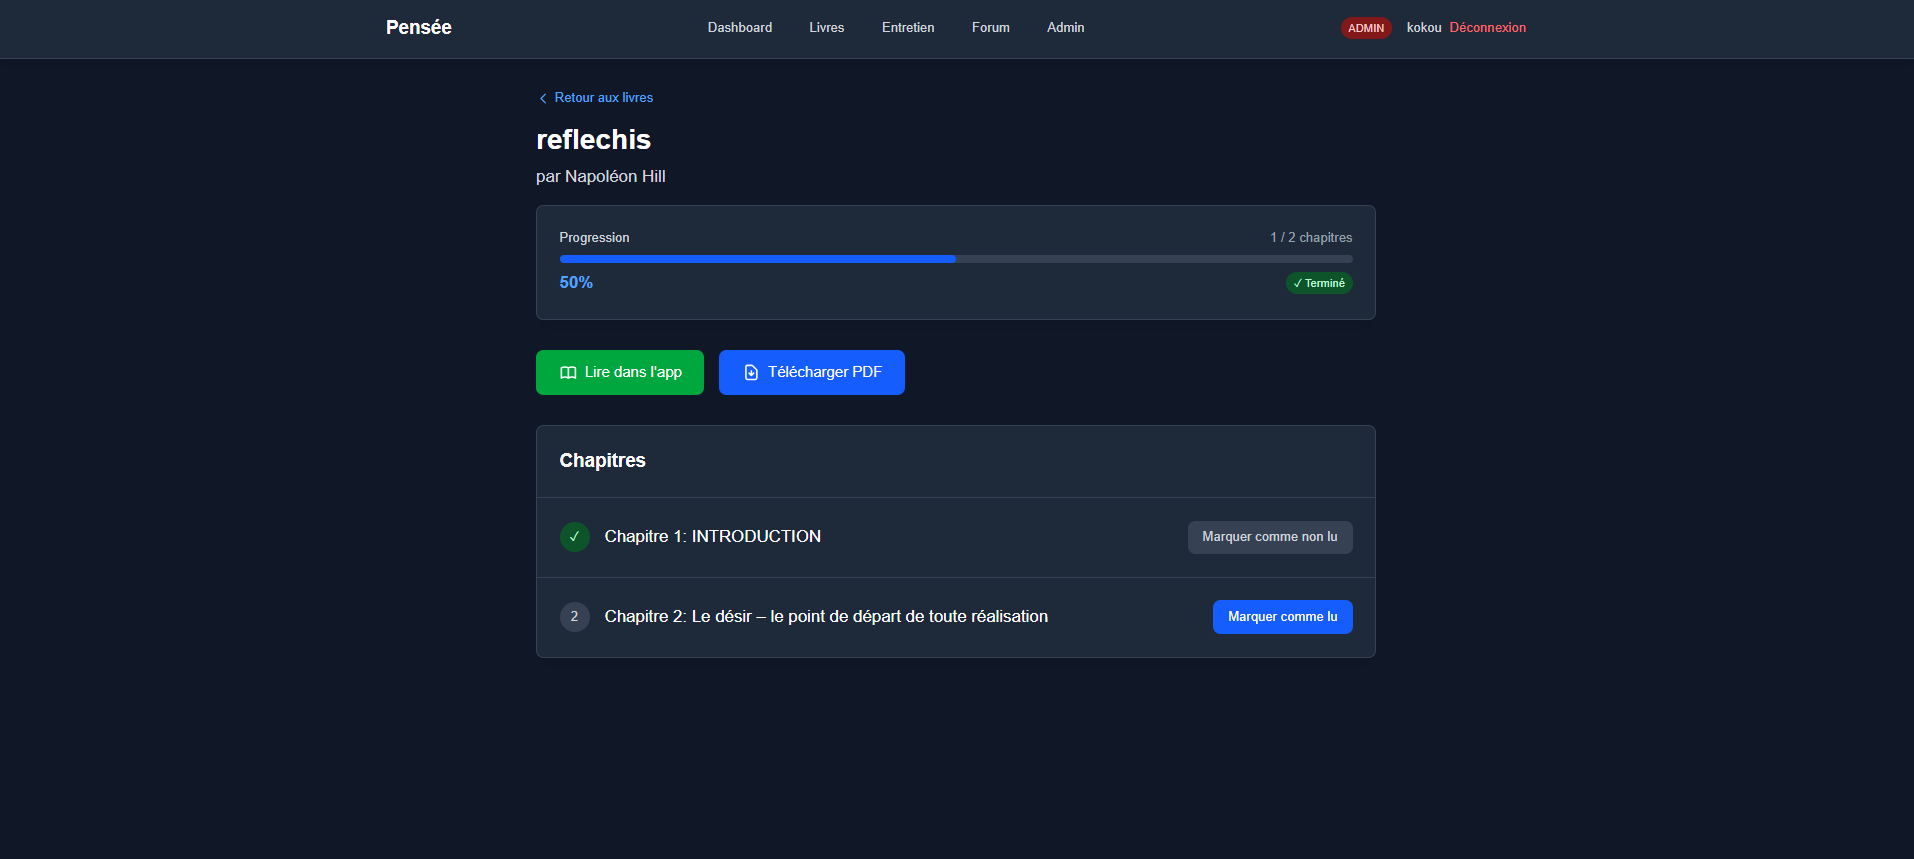 Pensée
Dashboard Livres Entretien Forum Admin
ADMIN kokou Déconnexion
Retour aux livres
reflechis
par Napoléon Hill
Progression 1 / 2 chapitres
50% ✓ Terminé
Lire dans l'app Télécharger PDF
Chapitres
✓ Chapitre 1: INTRODUCTION Marquer comme non lu
2 Chapitre 2: Le désir – le point de départ de toute réalisation Marquer comme lu